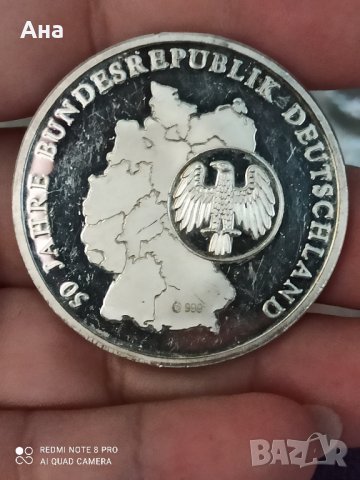 Ана
50 JAHRE BUNDESREPUBLIK DEUTSCHLAND
999
REDMI NOTE 8 PRO
AI QUAD CAMERA
BAZAR